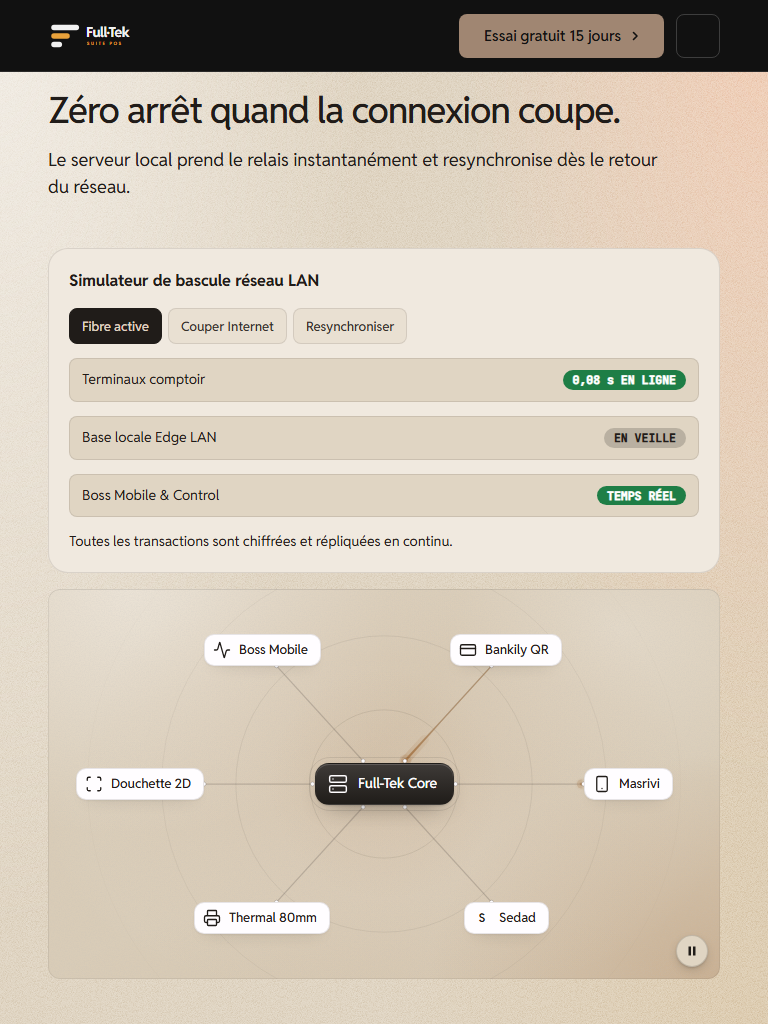 Full-Tek
SUITE POS
Essai gratuit 15 jours
Zéro arrêt quand la connexion coupe.
Le serveur local prend le relais instantanément et resynchronise dès le retour
du réseau.
Simulateur de bascule réseau LAN
Fibre active
Couper Internet
Resynchroniser
Terminaux comptoir
0,08 s EN LIGNE
Base locale Edge LAN
EN VEILLE
Boss Mobile & Control
TEMPS RÉEL
Toutes les transactions sont chiffrées et répliquées en continu.
Boss Mobile
Bankily QR
Douchette 2D
Full-Tek Core
Masrivi
Thermal 80mm
S Sedad